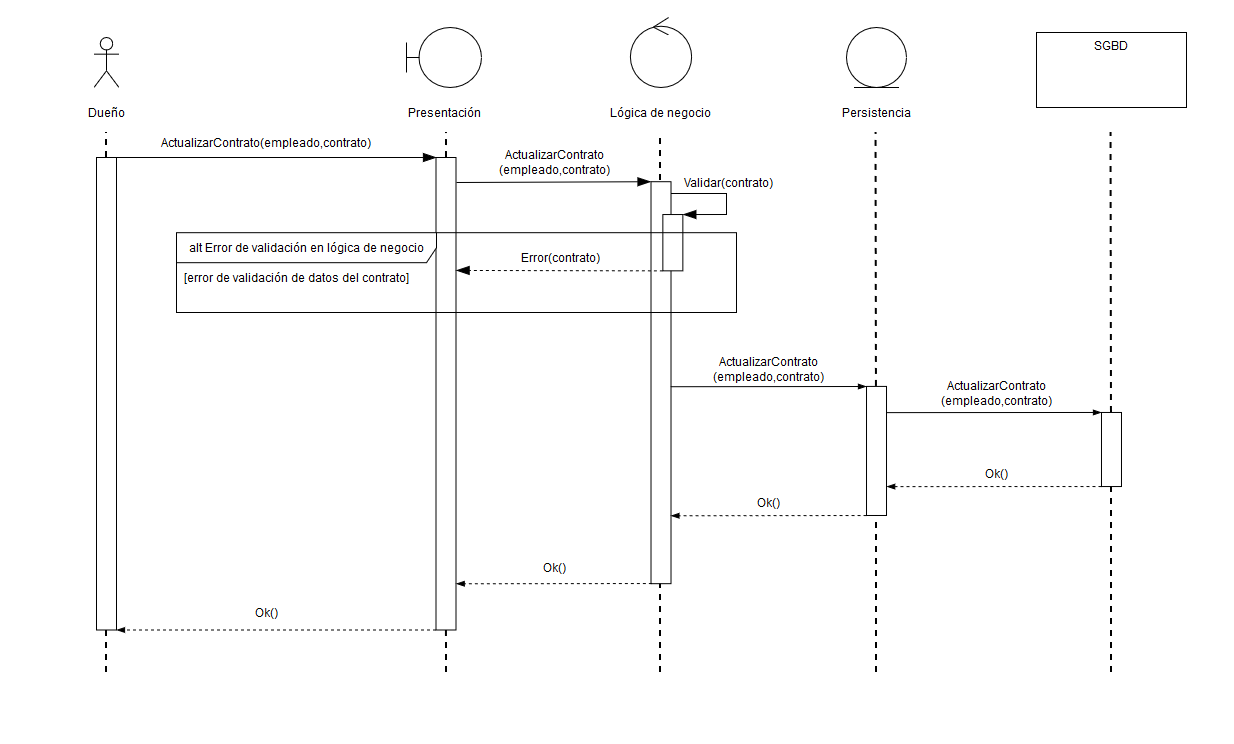 SGBD
Dueño
Presentación
Lógica de negocio
Persistencia
ActualizarContrato(empleado,contrato)
ActualizarContrato
(empleado,contrato)
Validar(contrato)
alt Error de validación en lógica de negocio
Error(contrato)
[error de validación de datos del contrato]
ActualizarContrato
(empleado,contrato)
ActualizarContrato
(empleado,contrato)
Ok()
Ok()
Ok()
Ok()